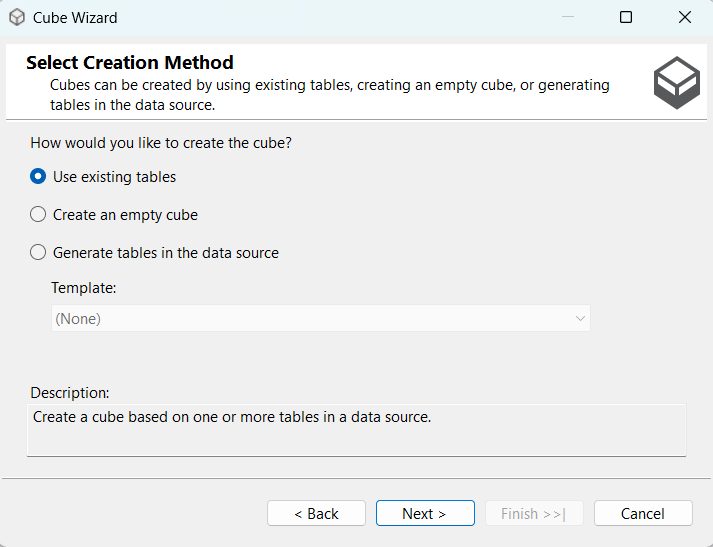 Cube Wizard
Select Creation Method
Cubes can be created by using existing tables, creating an empty cube, or generating
tables in the data source.
How would you like to create the cube?
Use existing tables
Create an empty cube
Generate tables in the data source
Template:
(None)
Description:
Create a cube based on one or more tables in a data source.
< Back
Next >
Finish >>|
Cancel